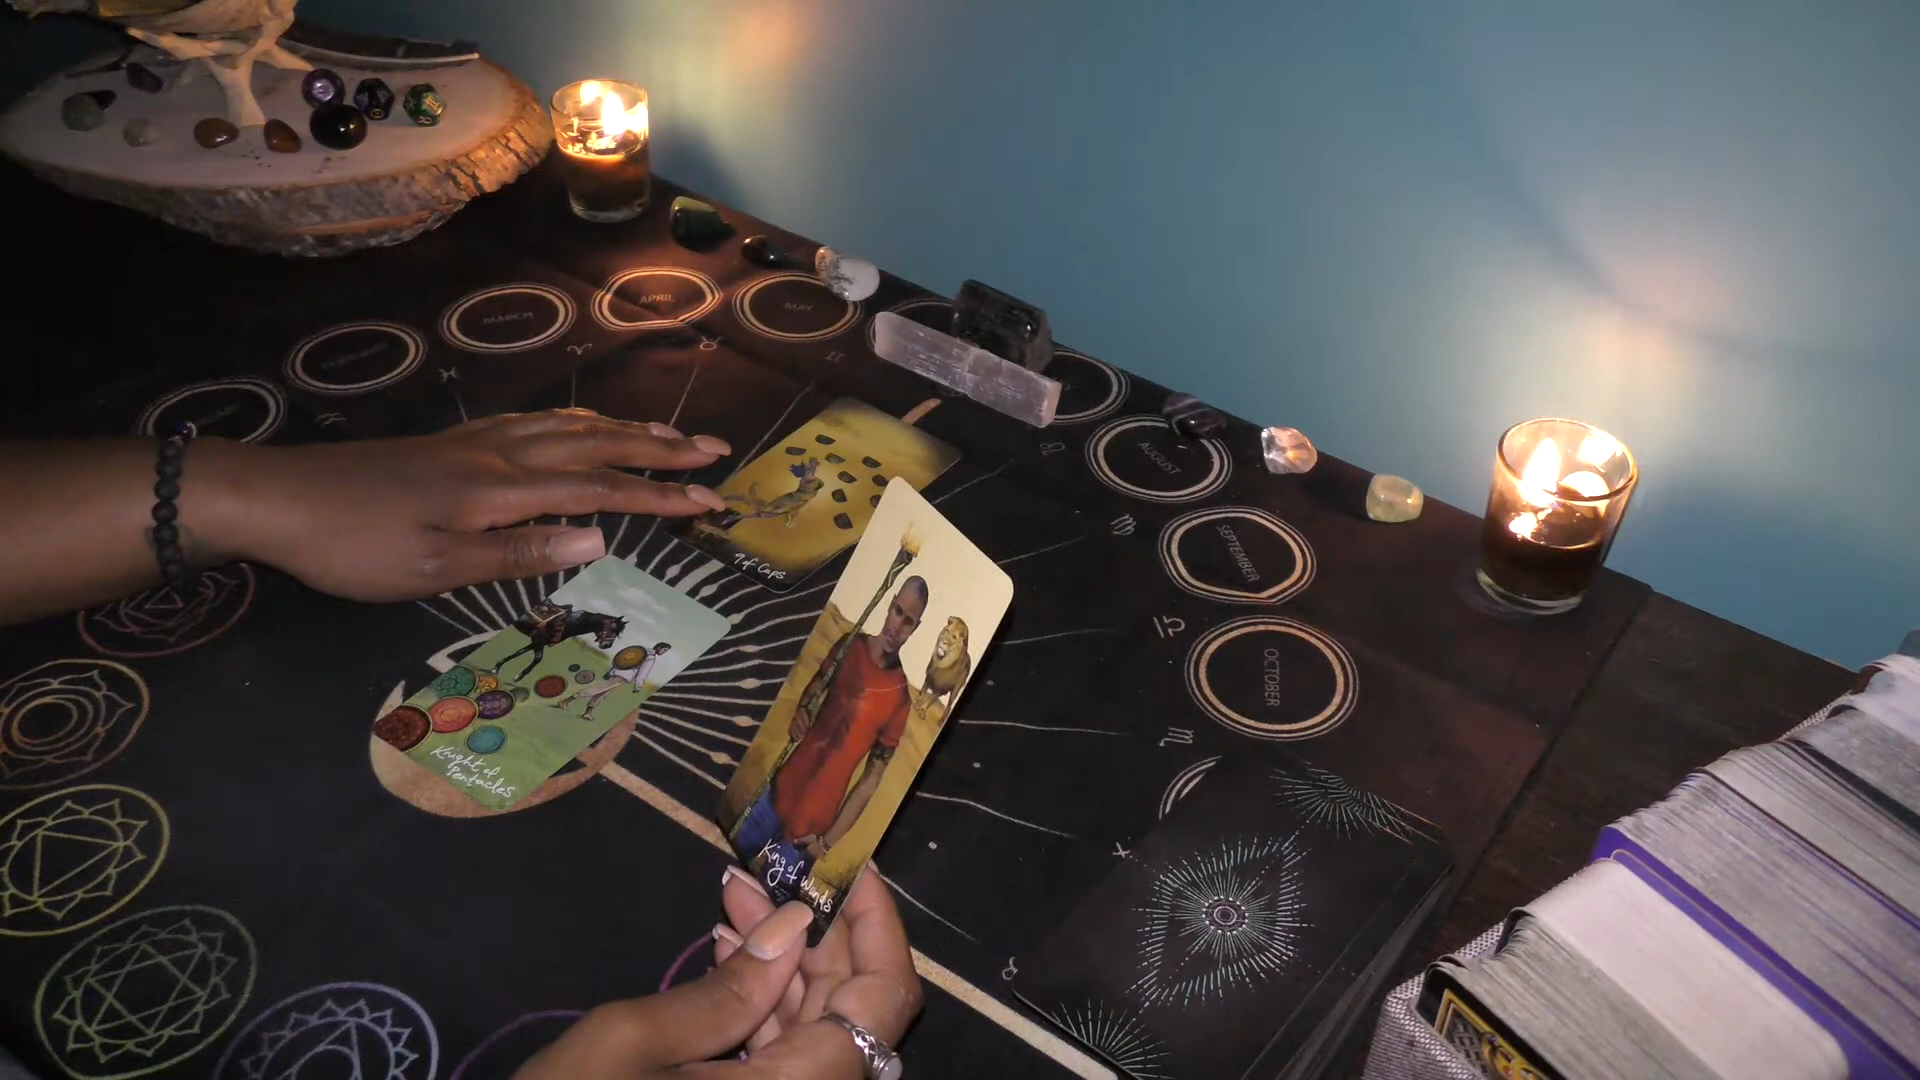 APRIL
MARCH
MAY
AUGUST
9 of Cups
SEPTEMBER
OCTOBER
Knight of
Pentacles
King of Wands